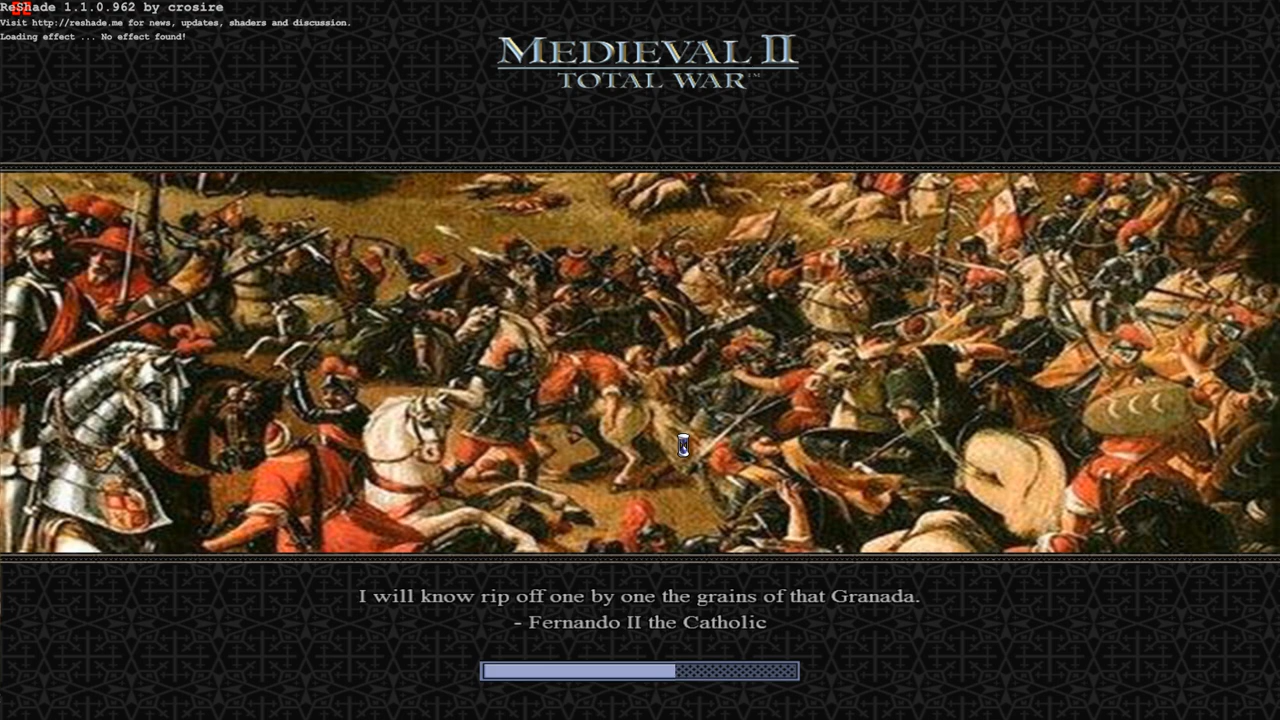 ReShade 1.1.0.962 by crosire
Visit http://reshade.me for news, updates, shaders and discussion.
Loading effect ... No effect found!
MEDIEVAL II
TOTAL WAR™
I will know rip off one by one the grains of that Granada.
- Fernando II the Catholic